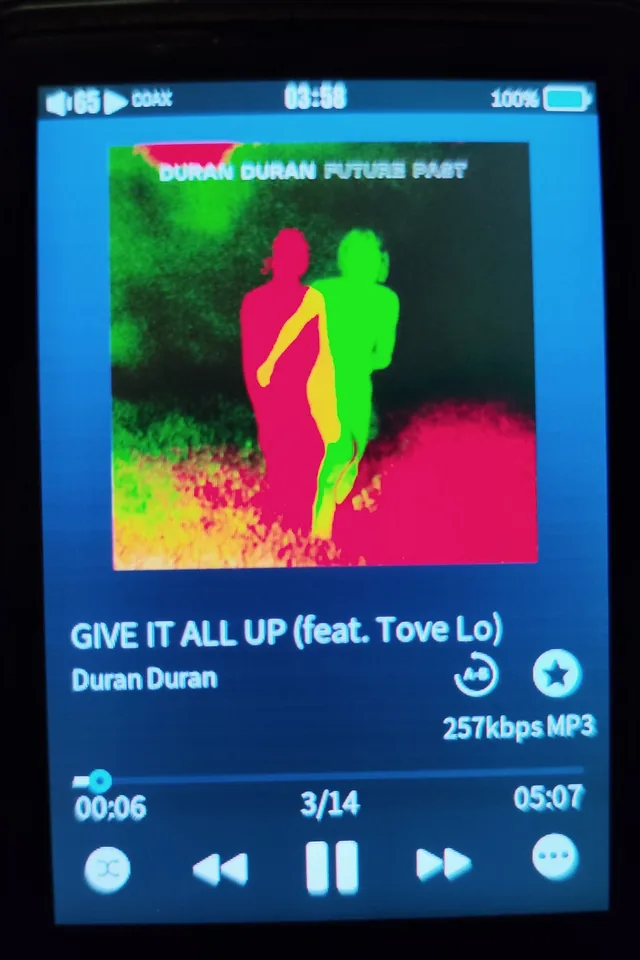 65 COAX 03:58 100%
DURAN DURAN FUTURE PAST
GIVE IT ALL UP (feat. Tove Lo)
Duran Duran
A-B
257kbps MP3
00:06 3/14 05:07